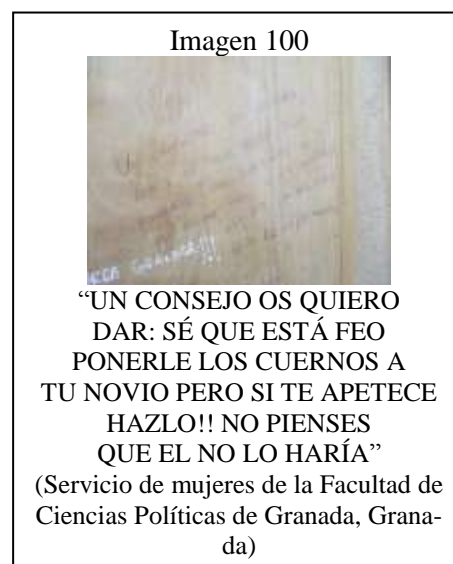 Imagen 100
“UN CONSEJO OS QUIERO
DAR: SÉ QUE ESTÁ FEO
PONERLE LOS CUERNOS A
TU NOVIO PERO SI TE APETECE
HAZLO!! NO PIENSES
QUE EL NO LO HARÍA”
(Servicio de mujeres de la Facultad de
Ciencias Políticas de Granada, Grana-
da)